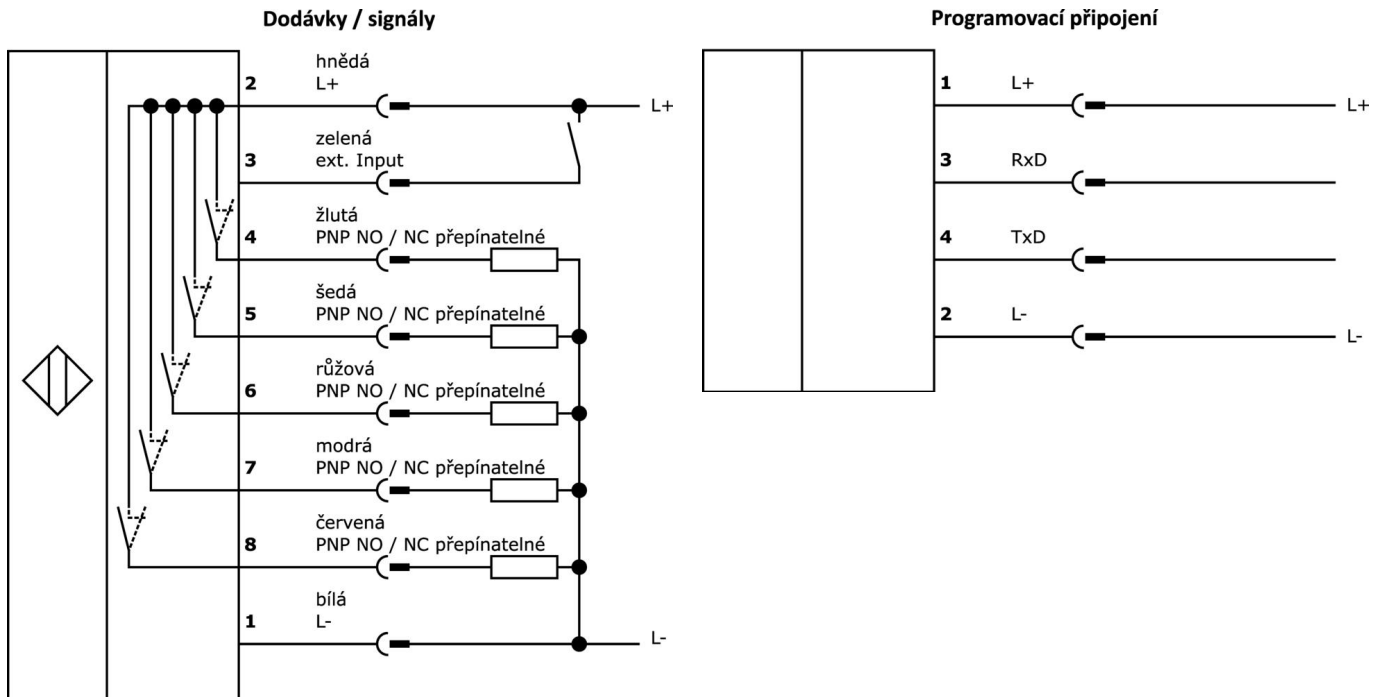 Dodávky / signály
hnědá
2 L+
L+
zelená
3 ext. Input
žlutá
4 PNP NO / NC přepínatelné
šedá
5 PNP NO / NC přepínatelné
růžová
6 PNP NO / NC přepínatelné
modrá
7 PNP NO / NC přepínatelné
červená
8 PNP NO / NC přepínatelné
bílá
1 L-
L-
Programovací připojení
1 L+
L+
3 RxD
4 TxD
2 L-
L-